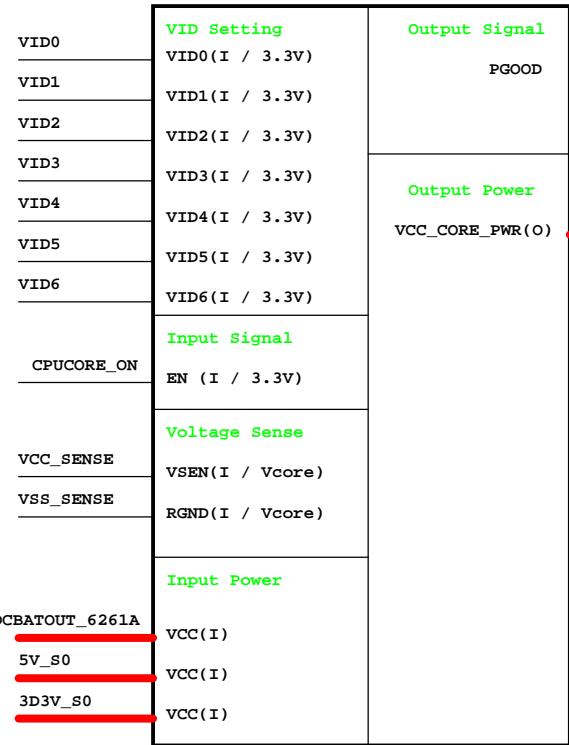 VID0
VID1
VID2
VID3
VID4
VID5
VID6
CPUCORE_ON
VCC_SENSE
VSS_SENSE
DCBATOUT_6261A
5V_S0
3D3V_S0
VID Setting
VID0(I / 3.3V)
VID1(I / 3.3V)
VID2(I / 3.3V)
VID3(I / 3.3V)
VID4(I / 3.3V)
VID5(I / 3.3V)
VID6(I / 3.3V)
Input Signal
EN (I / 3.3V)
Voltage Sense
VSEN(I / Vcore)
RGND(I / Vcore)
Input Power
VCC(I)
VCC(I)
VCC(I)
Output Signal
PGOOD
Output Power
VCC_CORE_PWR(O)